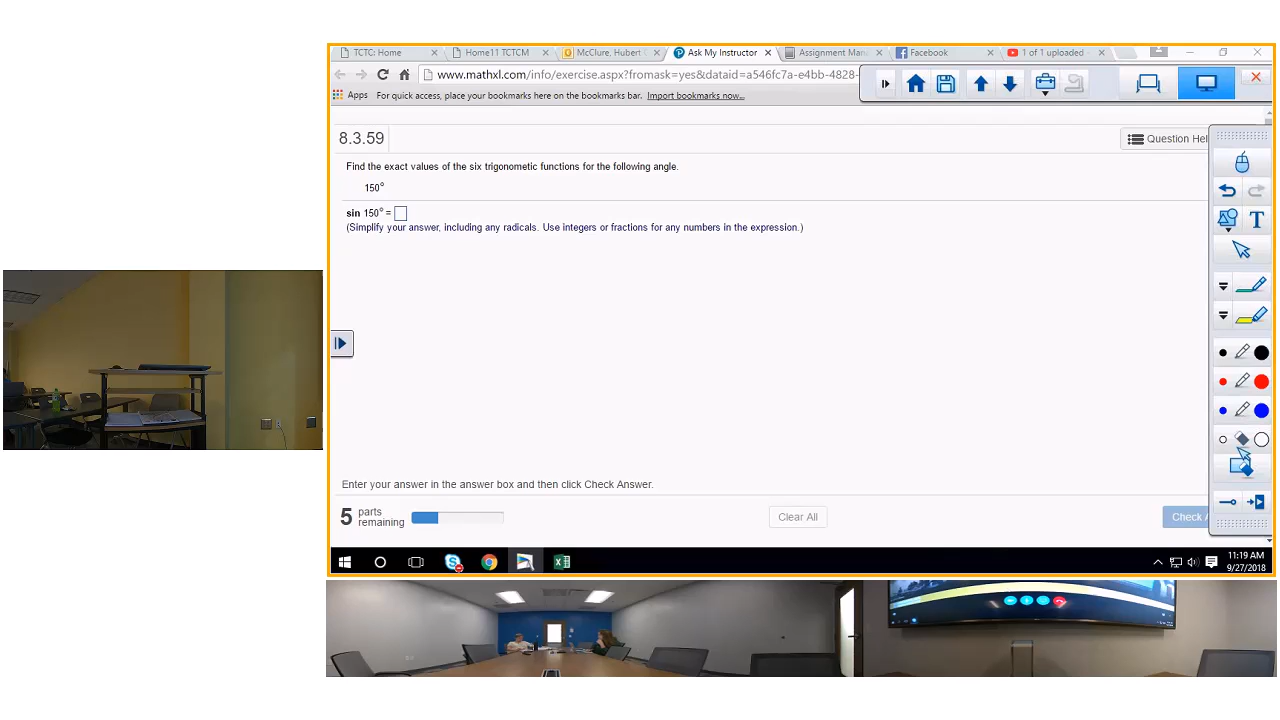 TCTC: Home
Home11 TCTCM
McClure, Hubert C
Ask My Instructor
Assignment Man
Facebook
1 of 1 uploaded -
www.mathxl.com/info/exercise.aspx?fromask=yes&dataid=a546fc7a-e4bb-4828-
Apps For quick access, place your bookmarks here on the bookmarks bar. Import bookmarks now...
8.3.59
Question Hel
Find the exact values of the six trigonometric functions for the following angle.
150°
sin 150° =
(Simplify your answer, including any radicals. Use integers or fractions for any numbers in the expression.)
T
Enter your answer in the answer box and then click Check Answer.
5 parts
remaining
Clear All
Check A
11:19 AM
9/27/2018